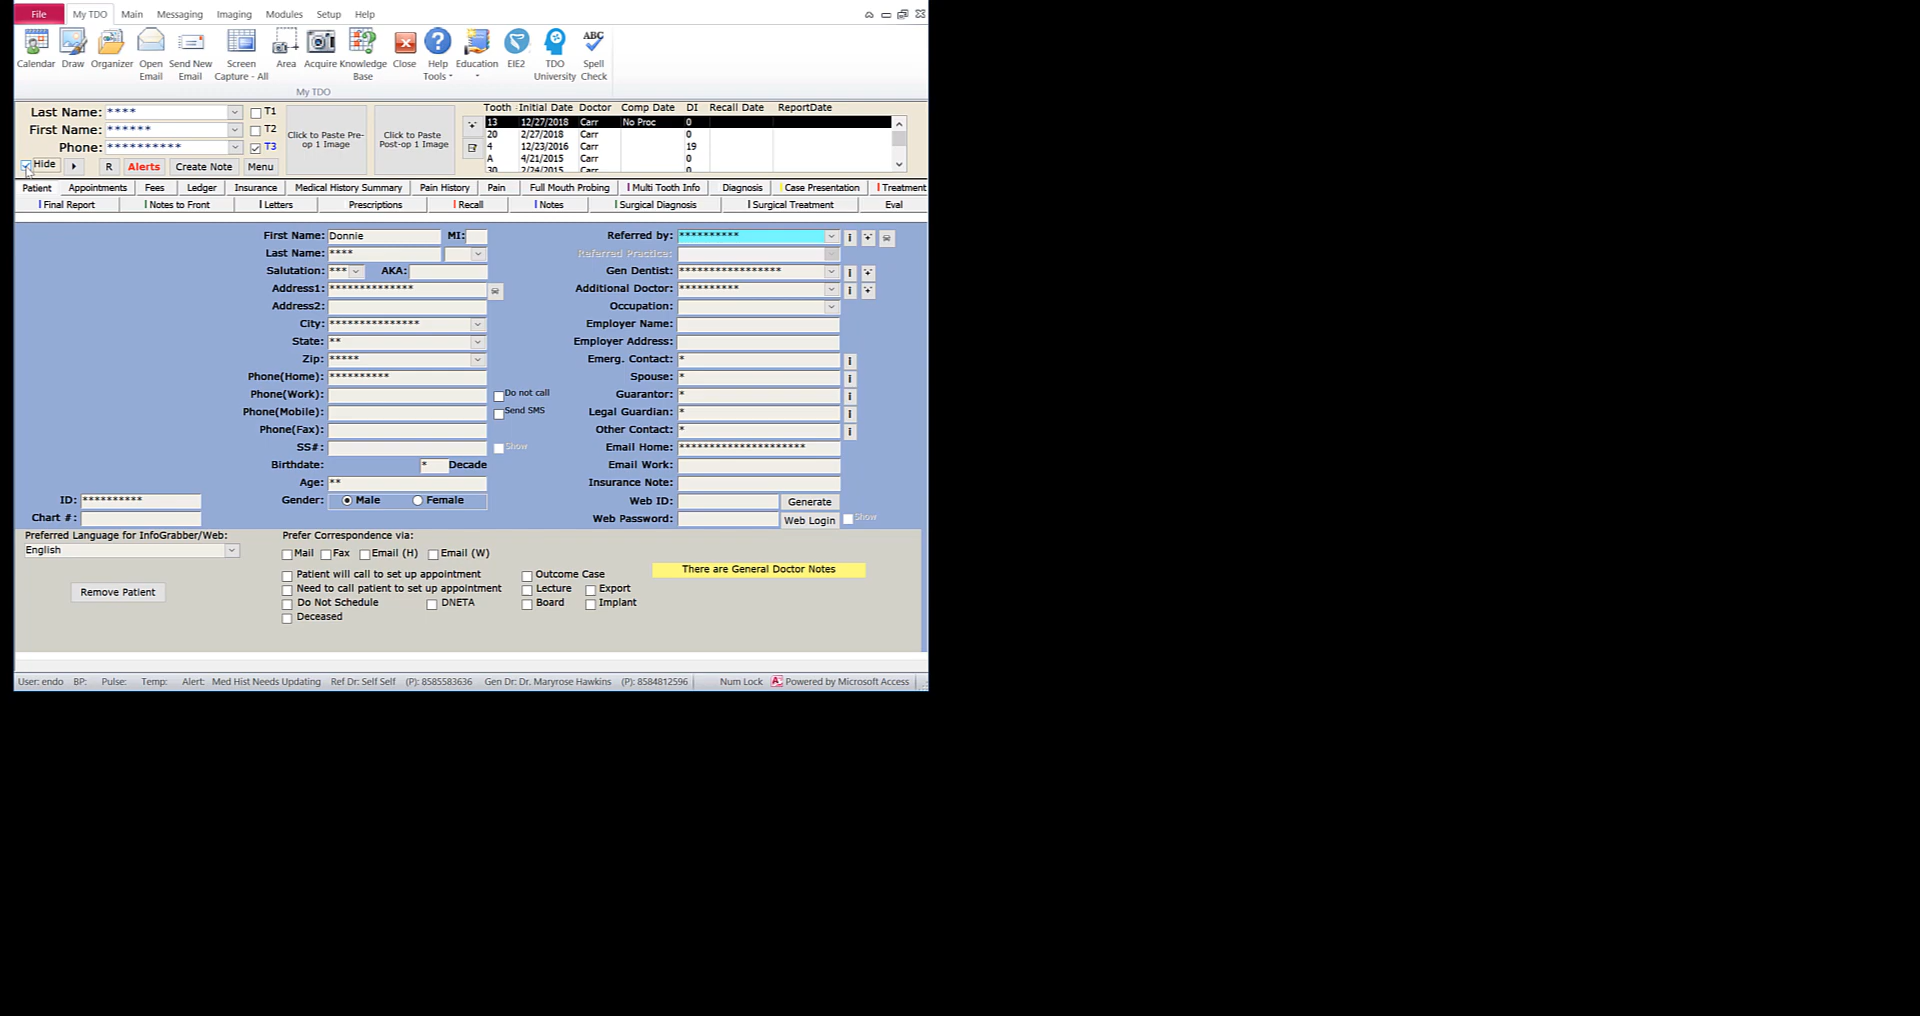 File My TDO Main Messaging Imaging Modules Setup Help
Calendar Draw Organizer Open Email Send New Email Screen Capture - All Area Acquire Knowledge Base Close Help Tools Education EIE2 TDO University ABC Spell Check
My TDO
Last Name: **** T1
First Name: ****** T2
Phone: ********** T3
Hide R Alerts Create Note Menu
Click to Paste Pre-op 1 Image
Click to Paste Post-op 1 Image
Tooth Initial Date Doctor Comp Date DI Recall Date ReportDate
13 12/27/2018 Carr No Proc 0
20 2/27/2018 Carr 0
4 12/23/2016 Carr 19
A 4/21/2015 Carr 0
30 2/24/2015 Carr 0
Patient Appointments Fees Ledger Insurance Medical History Summary Pain History Pain Full Mouth Probing Multi Tooth Info Diagnosis Case Presentation Treatment
Final Report Notes to Front Letters Prescriptions Recall Notes Surgical Diagnosis Surgical Treatment Eval
First Name: Donnie MI: Referred by: **********
Last Name: **** Referred Practice:
Salutation: *** AKA: Gen Dentist: *****************
Address1: ************** Additional Doctor: **********
Address2: Occupation:
City: *************** Employer Name:
State: ** Employer Address:
Zip: ***** Emerg. Contact: *
Phone(Home): ********** Spouse: *
Phone(Work): Do not call Guarantor: *
Phone(Mobile): Send SMS Legal Guardian: *
Phone(Fax): Other Contact: *
SS#: Show Email Home: *********************
Birthdate: * Decade Email Work:
Age: ** Insurance Note:
ID: ********** Gender: Male Female Web ID: Generate
Chart #: Web Password: Web Login Show
Preferred Language for InfoGrabber/Web: Prefer Correspondence via:
English Mail Fax Email (H) Email (W)
Patient will call to set up appointment Outcome Case There are General Doctor Notes
Remove Patient Need to call patient to set up appointment Lecture Export
Do Not Schedule DNETA Board Implant
Deceased
User: endo BP: Pulse: Temp: Alert: Med Hist Needs Updating Ref Dr: Self Self (P): 8585583636 Gen Dr: Dr. Maryrose Hawkins (P): 8584812596 Num Lock Powered by Microsoft Access